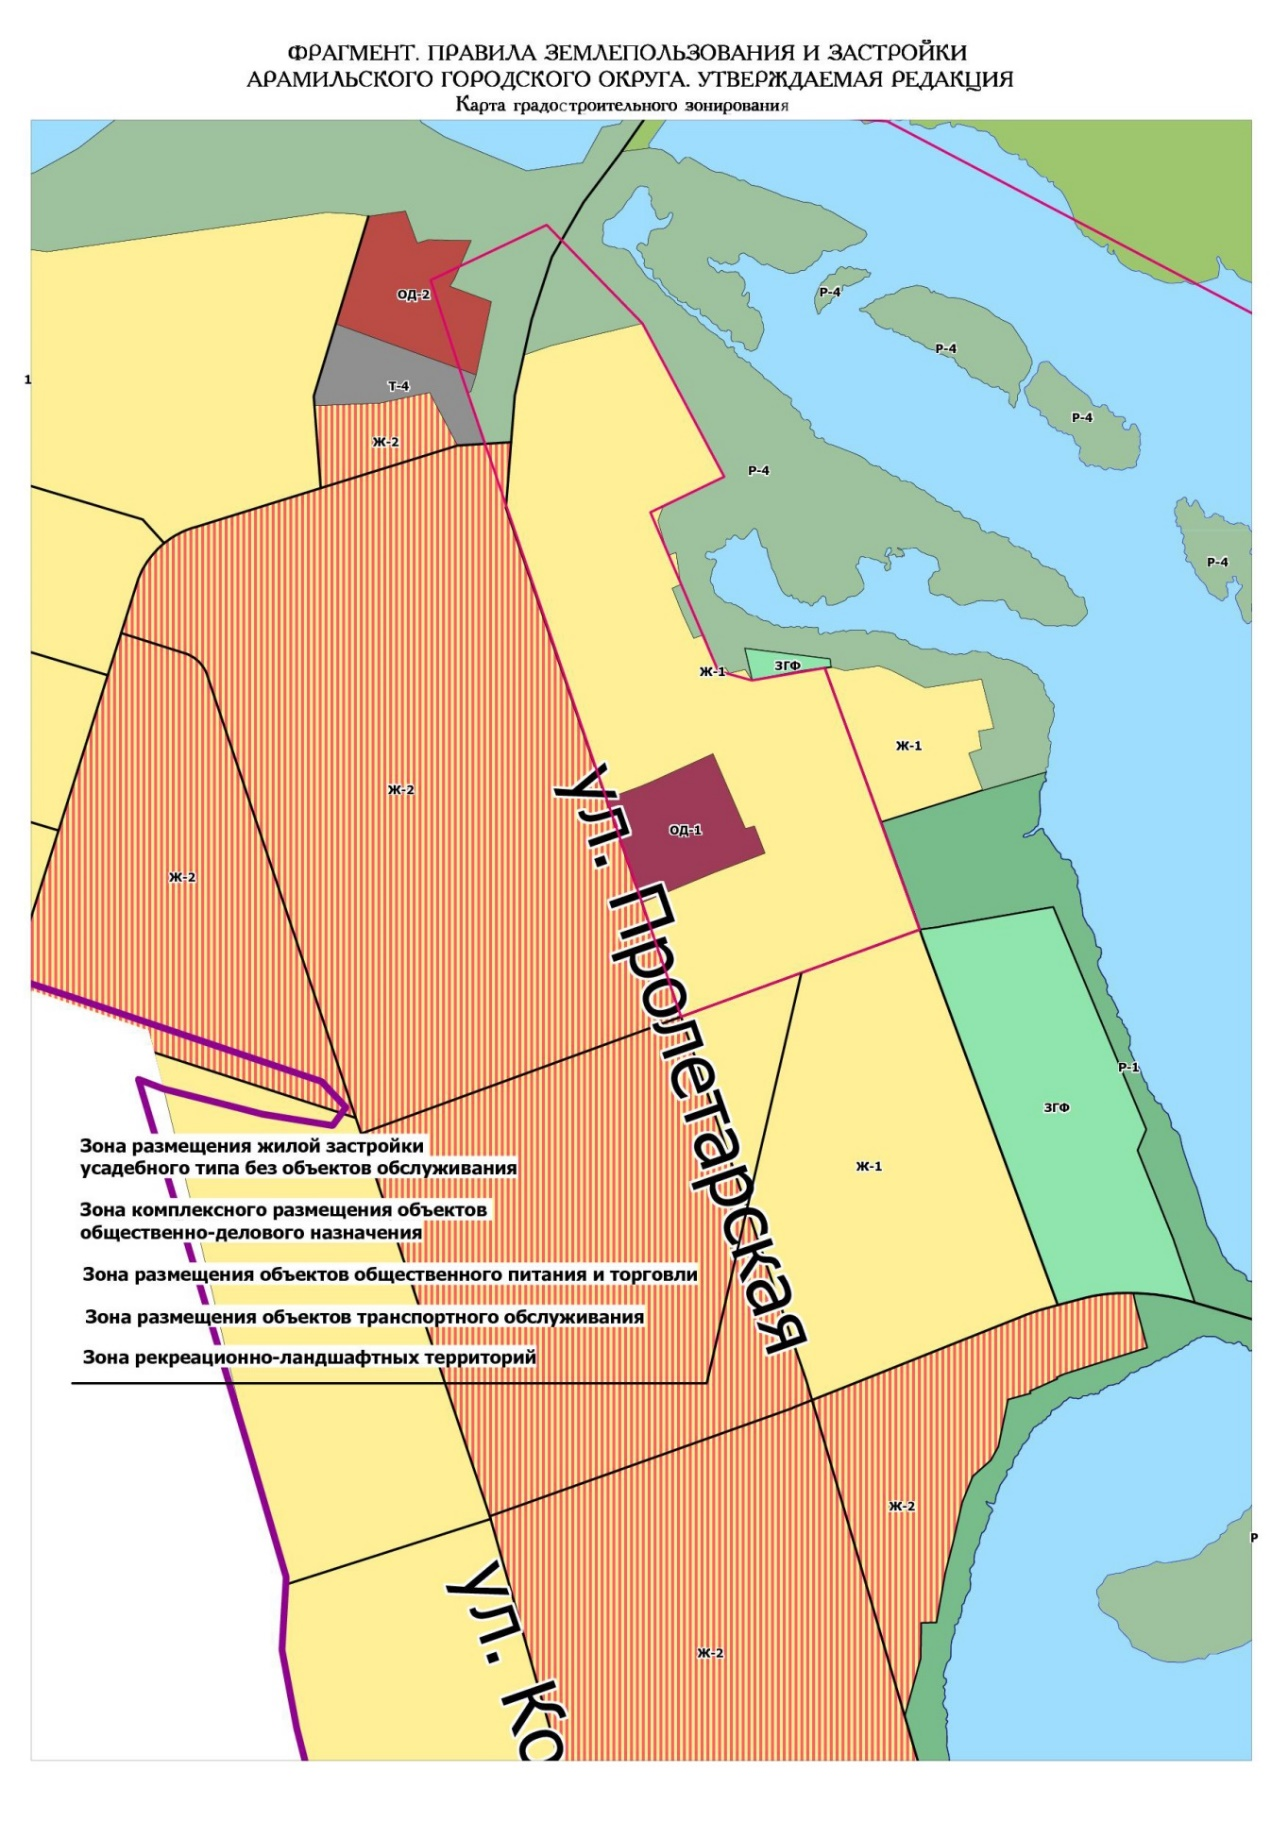 ФРАГМЕНТ. ПРАВИЛА ЗЕМЛЕПОЛЬЗОВАНИЯ И ЗАСТРОЙКИ
АРАМИЛЬСКОГО ГОРОДСКОГО ОКРУГА. УТВЕРЖДАЕМАЯ РЕДАКЦИЯ
Карта градостроительного зонирования
ОД-2
Р-4
Р-4
1
Т-4
Р-4
Ж-2
Р-4
Р-4
Ж-1
ЗГФ
Ж-1
Ж-2
ОД-1
Ж-2
ул. Пролетарская
Р-1
ЗГФ
Ж-1
Зона размещения жилой застройки
усадебного типа без объектов обслуживания
Зона комплексного размещения объектов
общественно-делового назначения
Зона размещения объектов общественного питания и торговли
Зона размещения объектов транспортного обслуживания
Зона рекреационно-ландшафтных территорий
Ж-2
Р
ул. Ко
Ж-2